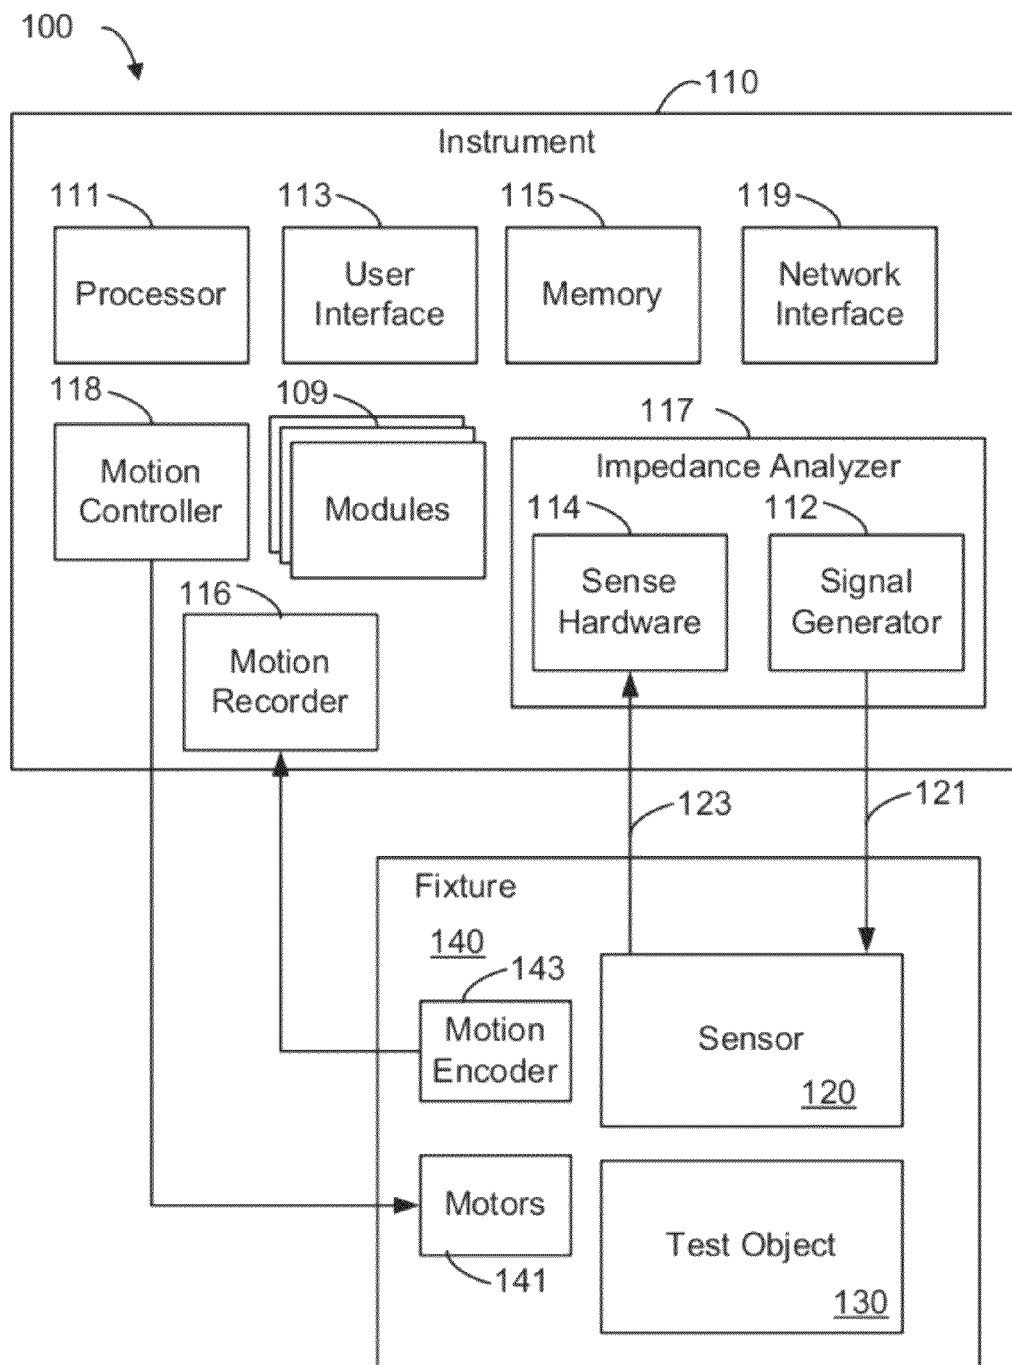 100
110
Instrument
111
113
115
119
Processor
User
Interface
Memory
Network
Interface
118
109
117
Motion
Controller
Modules
Impedance Analyzer
114
112
Sense
Hardware
Signal
Generator
116
Motion
Recorder
123
121
Fixture
140
143
Motion
Encoder
Sensor
120
Motors
141
Test Object
130